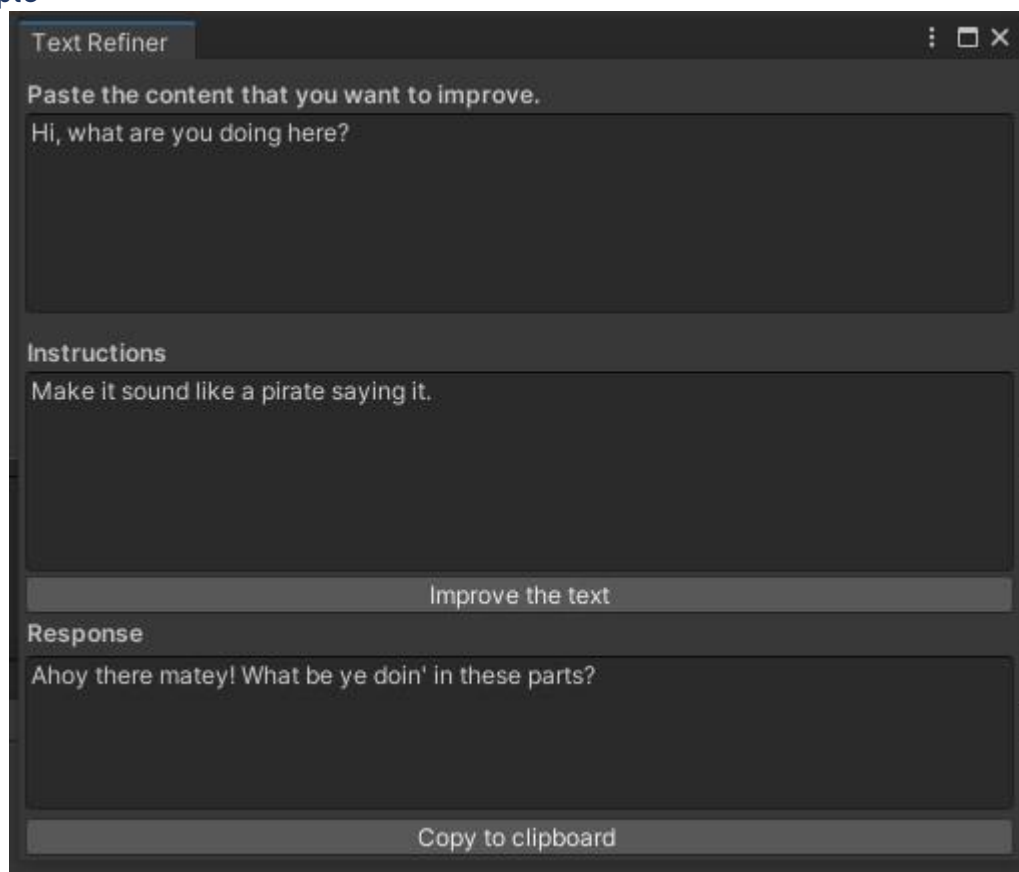 Text Refiner
Paste the content that you want to improve.
Hi, what are you doing here?
Instructions
Make it sound like a pirate saying it.
Improve the text
Response
Ahoy there matey! What be ye doin' in these parts?
Copy to clipboard